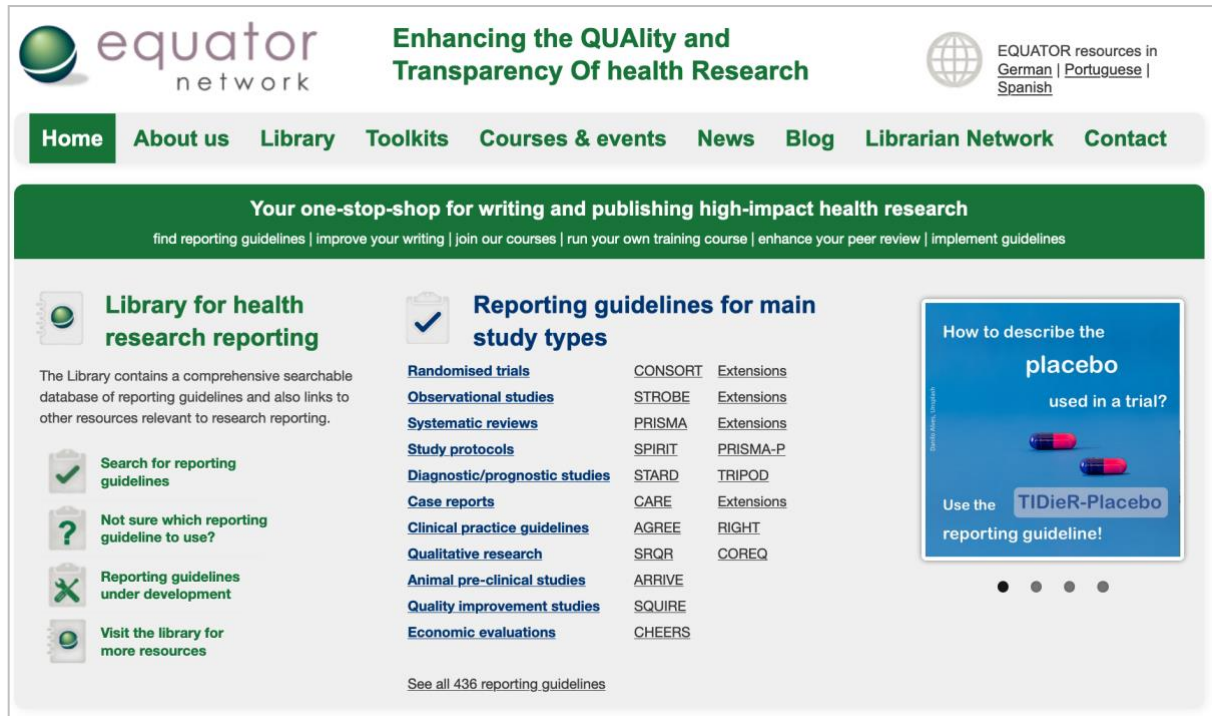 equator
network
Enhancing the QUAlity and
Transparency Of health Research
EQUATOR resources in
German | Portuguese |
Spanish
Home About us Library Toolkits Courses & events News Blog Librarian Network Contact
Your one-stop-shop for writing and publishing high-impact health research
find reporting guidelines | improve your writing | join our courses | run your own training course | enhance your peer review | implement guidelines
Library for health
research reporting
The Library contains a comprehensive searchable
database of reporting guidelines and also links to
other resources relevant to research reporting.
Search for reporting
guidelines
Not sure which reporting
guideline to use?
Reporting guidelines
under development
Visit the library for
more resources
Reporting guidelines for main
study types
Randomised trials CONSORT Extensions
Observational studies STROBE Extensions
Systematic reviews PRISMA Extensions
Study protocols SPIRIT PRISMA-P
Diagnostic/prognostic studies STARD TRIPOD
Case reports CARE Extensions
Clinical practice guidelines AGREE RIGHT
Qualitative research SRQR COREQ
Animal pre-clinical studies ARRIVE
Quality improvement studies SQUIRE
Economic evaluations CHEERS
See all 436 reporting guidelines
How to describe the
placebo
used in a trial?
Use the TIDieR-Placebo
reporting guideline!